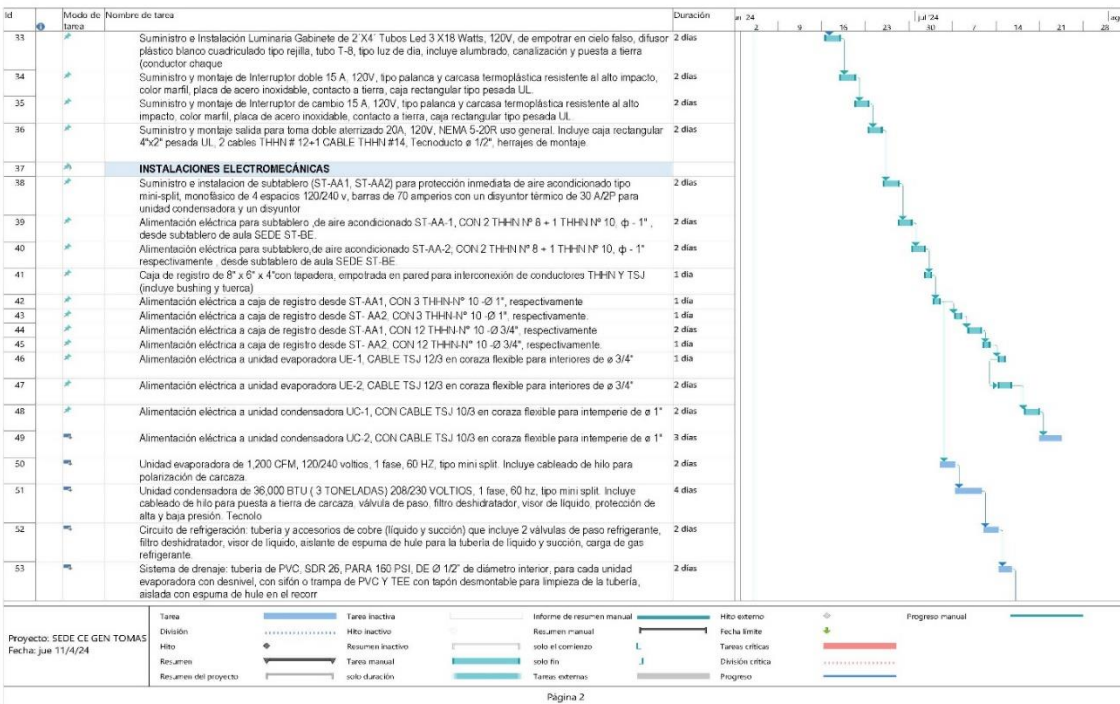 Id
Modo de tarea
Nombre de tarea
Duración
jul '24
9
16
23
30
7
14
21
28
33
Suministro e Instalación Luminaria Gabinete de 2´X4´ Tubos Led 3 X18 Watts, 120V, de empotrar en cielo falso, difusor
plástico blanco cuadriculado tipo rejilla, tubo T-8, tipo luz de dia, incluye alumbrado, canalización y puesta a tierra
(conductor chaque
2 días
34
Suministro y montaje de Interruptor doble 15 A, 120V, tipo palanca y carcasa termoplástica resistente al alto impacto,
color marfil, placa de acero inoxidable, contacto a tierra, caja rectangular tipo pesada UL.
2 días
35
Suministro y montaje de Interruptor de cambio 15 A, 120V, tipo palanca y carcasa termoplástica resistente al alto
impacto, color marfil, placa de acero inoxidable, contacto a tierra, caja rectangular tipo pesada UL.
2 días
36
Suministro y montaje salida para toma doble aterrizado 20A, 120V, NEMA 5-20R uso general. Incluye caja rectangular
4"x2" pesada UL, 2 cables THHN # 12+1 CABLE THHN #14, Tecnoducto ø 1/2", herrajes de montaje.
2 días
37
INSTALACIONES ELECTROMECÁNICAS
38
Suministro e instalacion de subtablero (ST-AA1, ST-AA2) para protección inmediata de aire acondicionado tipo
mini-split, monofásico de 4 espacios 120/240 v, barras de 70 amperios con un disyuntor térmico de 30 A/2P para
unidad condensadora y un disyuntor
2 días
39
Alimentación eléctrica para subtablero ,de aire acondicionado ST-AA-1, CON 2 THHN Nº 8 + 1 THHN Nº 10, ф - 1" ,
desde subtablero de aula SEDE ST-BE.
2 días
40
Alimentación eléctrica para subtablero,de aire acondicionado ST-AA-2, CON 2 THHN Nº 8 + 1 THHN Nº 10, ф - 1"
respectivamente , desde subtablero de aula SEDE ST-BE
2 días
41
Caja de registro de 8" x 6" x 4"con tapadera, empotrada en pared para interconexión de conductores THHN Y TSJ
(incluye bushing y tuerca)
1 día
42
Alimentación eléctrica a caja de registro desde ST-AA1, CON 3 THHN-N° 10 -Ø 1", respectivamente
1 día
43
Alimentación eléctrica a caja de registro desde ST- AA2, CON 3 THHN-N° 10 -Ø 1", respectivamente.
1 día
44
Alimentación eléctrica a caja de registro desde ST- AA1, CON 12 THHN-N° 10 -Ø 3/4", respectivamente
2 días
45
Alimentación eléctrica a caja de registro desde ST- AA2, CON 12 THHN-N° 10 -Ø 3/4", respectivamente.
1 día
46
Alimentación eléctrica a unidad evaporadora UE-1, CABLE TSJ 12/3 en coraza flexible para interiores de ø 3/4"
1 día
47
Alimentación eléctrica a unidad evaporadora UE-2, CABLE TSJ 12/3 en coraza flexible para interiores de ø 3/4"
2 días
48
Alimentación eléctrica a unidad condensadora UC-1, CON CABLE TSJ 10/3 en coraza flexible para intemperie de ø 1"
2 días
49
Alimentación eléctrica a unidad condensadora UC-2, CON CABLE TSJ 10/3 en coraza flexible para intemperie de ø 1"
3 días
50
Unidad evaporadora de 1,200 CFM, 120/240 voltios, 1 fase, 60 HZ, tipo mini split. Incluye cableado de hilo para
polarización de carcaza.
2 días
51
Unidad condensadora de 36,000 BTU ( 3 TONELADAS) 208/230 VOLTIOS, 1 fase, 60 hz, tipo mini split. Incluye
cableado de hilo para puesta a tierra de carcaza, válvula de paso, filtro deshidratador, visor de líquido, protección de
alta y baja presión. Tecnolo
4 días
52
Circuito de refrigeración: tubería y accesorios de cobre (líquido y succión) que incluye 2 válvulas de paso refrigerante,
filtro deshidratador, visor de líquido, aislante de espuma de hule para la tubería de líquido y succión, carga de gas
refrigerante.
2 días
53
Sistema de drenaje: tubería de PVC, SDR 26, PARA 160 PSI, DE Ø 1/2" de diámetro interior, para cada unidad
evaporadora con desnivel, con sifón o trampa de PVC Y TEE con tapón desmontable para limpieza de la tubería,
aislada con espuma de hule en el recorr
2 días
Proyecto: SEDE CE GEN TOMAS
Fecha: jue 11/4/24
Tarea
División
Hito
Resumen
Resumen del proyecto
Tarea inactiva
Hito inactivo
Resumen inactivo
Tarea manual
solo duración
Informe de resumen manual
Resumen manual
solo el comienzo
solo fin
Tareas externas
Hito externo
Fecha límite
Tareas críticas
División crítica
Progreso
Progreso manual
Página 2